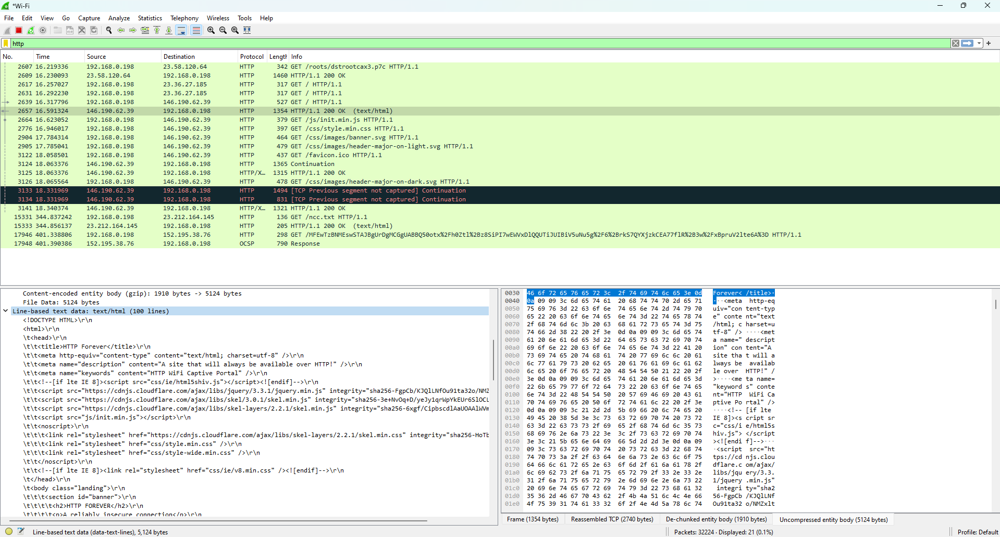 *Wi-Fi
File Edit View Go Capture Analyze Statistics Telephony Wireless Tools Help
http
No. Time Source Destination Protocol Length Info
2607 16.219336 192.168.0.198 23.58.120.64 HTTP 342 GET /roots/dstrootcax3.p7c HTTP/1.1
2609 16.230093 23.58.120.64 192.168.0.198 HTTP 1460 HTTP/1.1 200 OK
2617 16.257027 192.168.0.198 23.36.27.185 HTTP 317 GET / HTTP/1.1
2631 16.292230 192.168.0.198 23.36.27.185 HTTP 317 GET / HTTP/1.1
2639 16.317796 192.168.0.198 146.190.62.39 HTTP 527 GET / HTTP/1.1
2657 16.591324 146.190.62.39 192.168.0.198 HTTP 1354 HTTP/1.1 200 OK (text/html)
2664 16.623052 192.168.0.198 146.190.62.39 HTTP 379 GET /js/init.min.js HTTP/1.1
2776 16.946017 192.168.0.198 146.190.62.39 HTTP 397 GET /css/style.min.css HTTP/1.1
2904 17.784314 192.168.0.198 146.190.62.39 HTTP 464 GET /css/images/banner.svg HTTP/1.1
2905 17.785041 192.168.0.198 146.190.62.39 HTTP 479 GET /css/images/header-major-on-light.svg HTTP/1.1
3122 18.058501 192.168.0.198 146.190.62.39 HTTP 437 GET /favicon.ico HTTP/1.1
3124 18.063376 146.190.62.39 192.168.0.198 HTTP 1365 Continuation
3125 18.063376 146.190.62.39 192.168.0.198 HTTP/X… 1315 HTTP/1.1 200 OK
3126 18.065564 192.168.0.198 146.190.62.39 HTTP 478 GET /css/images/header-major-on-dark.svg HTTP/1.1
3133 18.331969 146.190.62.39 192.168.0.198 HTTP 1494 [TCP Previous segment not captured] Continuation
3134 18.331969 146.190.62.39 192.168.0.198 HTTP 831 [TCP Previous segment not captured] Continuation
3141 18.340374 146.190.62.39 192.168.0.198 HTTP/X… 1321 HTTP/1.1 200 OK
15331 344.837242 192.168.0.198 23.212.164.145 HTTP 136 GET /ncc.txt HTTP/1.1
15333 344.856137 23.212.164.145 192.168.0.198 HTTP 205 HTTP/1.1 200 OK (text/html)
17946 401.338806 192.168.0.198 152.195.38.76 HTTP 298 GET /MFEwTzBNMEswSTAJBgUrDgMCGgUABBQ50otx%2Fh0Ztl%2Bz8SiPI7wEWVxDlQQUTiJUIBiV5uNu5g%2F6%2BrkS7QYXjzkCEA77flR%2B3w%2FxBpruV2lte6A%3D HTTP/1.1
17948 401.390386 152.195.38.76 192.168.0.198 OCSP 790 Response
Content-encoded entity body (gzip): 1910 bytes -> 5124 bytes
File Data: 5124 bytes
Line-based text data: text/html (100 lines)
<!DOCTYPE HTML>\r\n
<html>\r\n
\t<head>\r\n
\t\t<title>HTTP Forever</title>\r\n
\t\t<meta http-equiv="content-type" content="text/html; charset=utf-8" />\r\n
\t\t<meta name="description" content="A site that will always be available over HTTP!" />\r\n
\t\t<meta name="keywords" content="HTTP WiFi Captive Portal" />\r\n
\t\t<!--[if lte IE 8]><script src="css/ie/html5shiv.js"></script><![endif]-->\r\n
\t\t<script src="https://cdnjs.cloudflare.com/ajax/libs/jquery/3.3.1/jquery.min.js" integrity="sha256-FgpCb/KJQlLNfOu91ta32o/NMZ
\t\t<script src="https://cdnjs.cloudflare.com/ajax/libs/skel/3.0.1/skel.min.js" integrity="sha256-3e+NvOq+D/yeJy1qrWpYkEUr6SlOCL
\t\t<script src="https://cdnjs.cloudflare.com/ajax/libs/skel-layers/2.2.1/skel.min.js" integrity="sha256-6xgf/CipbscdlAaUOAAlWVm
\t\t<script src="js/init.min.js"></script>\r\n
\t\t<noscript>\r\n
\t\t\t<link rel="stylesheet" href="https://cdnjs.cloudflare.com/ajax/libs/skel-layers/2.2.1/skel.min.css" integrity="sha256-HoTb
\t\t\t<link rel="stylesheet" href="css/style.min.css" />\r\n
\t\t\t<link rel="stylesheet" href="css/style-wide.min.css" />\r\n
\t\t</noscript>\r\n
\t\t<!--[if lte IE 8]><link rel="stylesheet" href="css/ie/v8.min.css" /><![endif]-->\r\n
\t</head>\r\n
\t<body class="landing">\r\n
\t\t\t<section id="banner">\r\n
\t\t\t\t<h2>HTTP FOREVER</h2>\r\n
\t\t\t\t<p>A reliably insecure connection</p>\r\n
0030 46 6f 72 65 76 65 72 3c 2f 74 69 74 6c 65 3e 0d Forever< /title>·
0040 0a 09 09 3c 6d 65 74 61 20 68 74 74 70 2d 65 71 ···<meta http-eq
0050 75 69 76 3d 22 63 6f 6e 74 65 6e 74 2d 74 79 70 uiv="con tent-typ
0060 65 22 20 63 6f 6e 74 65 6e 74 3d 22 74 65 78 74 e" conte nt="text
0070 2f 68 74 6d 6c 3b 20 63 68 61 72 73 65 74 3d 75 /html; c harset=u
0080 74 66 2d 38 22 20 2f 3e 0d 0a 09 09 3c 6d 65 74 tf-8" /> ····<met
0090 61 20 6e 61 6d 65 3d 22 64 65 73 63 72 69 70 74 a name=" descript
00a0 69 6f 6e 22 20 63 6f 6e 74 65 6e 74 3d 22 41 20 ion" con tent="A
00b0 73 69 74 65 20 74 68 61 74 20 77 69 6c 6c 20 61 site tha t will a
00c0 6c 77 61 79 73 20 62 65 20 61 76 61 69 6c 61 62 lways be availab
00d0 6c 65 20 6f 76 65 72 20 48 54 54 50 21 22 20 2f le over HTTP!" /
00e0 3e 0d 0a 09 09 3c 6d 65 74 61 20 6e 61 6d 65 3d >····<me ta name=
00f0 22 6b 65 79 77 6f 72 64 73 22 20 63 6f 6e 74 65 "keyword s" conte
0100 6e 74 3d 22 48 54 54 50 20 57 69 46 69 20 43 61 nt="HTTP WiFi Ca
0110 70 74 69 76 65 20 50 6f 72 74 61 6c 22 20 2f 3e ptive Po rtal" />
0120 0d 0a 09 09 3c 21 2d 2d 5b 69 66 20 6c 74 65 20 ····<!-- [if lte
0130 49 45 20 38 5d 3e 3c 73 63 72 69 70 74 20 73 72 IE 8]><s cript sr
0140 63 3d 22 63 73 73 2f 69 65 2f 68 74 6d 6c 35 73 c="css/i e/html5s
0150 68 69 76 2e 6a 73 22 3e 3c 2f 73 63 72 69 70 74 hiv.js"> </script
0160 3e 3c 21 5b 65 6e 64 69 66 5d 2d 2d 3e 0d 0a 09 ><![endi f]-->···
0170 09 3c 73 63 72 69 70 74 20 73 72 63 3d 22 68 74 ·<script src="ht
0180 74 70 73 3a 2f 2f 63 64 6e 6a 73 2e 63 6c 6f 75 tps://cd njs.clou
0190 64 66 6c 61 72 65 2e 63 6f 6d 2f 61 6a 61 78 2f dflare.c om/ajax/
01a0 6c 69 62 73 2f 6a 71 75 65 72 79 2f 33 2e 33 2e libs/jqu ery/3.3.
01b0 31 2f 6a 71 75 65 72 79 2e 6d 69 6e 2e 6a 73 22 1/jquery .min.js"
01c0 20 69 6e 74 65 67 72 69 74 79 3d 22 73 68 61 32 integri ty="sha2
01d0 35 36 2d 46 67 70 43 62 2f 4b 4a 51 6c 4c 4e 66 56-FgpCb /KJQlLNf
01e0 4f 75 39 31 74 61 33 32 6f 2f 4e 4d 5a 78 6c 74 Ou91ta32 o/NMZxlt
Frame (1354 bytes) Reassembled TCP (2740 bytes) De-chunked entity body (1910 bytes) Uncompressed entity body (5124 bytes)
Line-based text data (data-text-lines), 5,124 bytes Packets: 32224 · Displayed: 21 (0.1%) Profile: Default